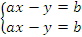 {ax − y = b
{ax − y = b